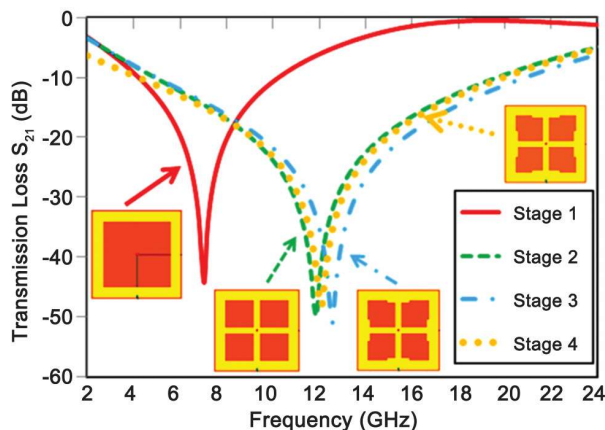 Transmission Loss S21 (dB)
0
-10
-20
-30
-40
-50
-60
Stage 1
Stage 2
Stage 3
Stage 4
2 4 6 8 10 12 14 16 18 20 22 24
Frequency (GHz)